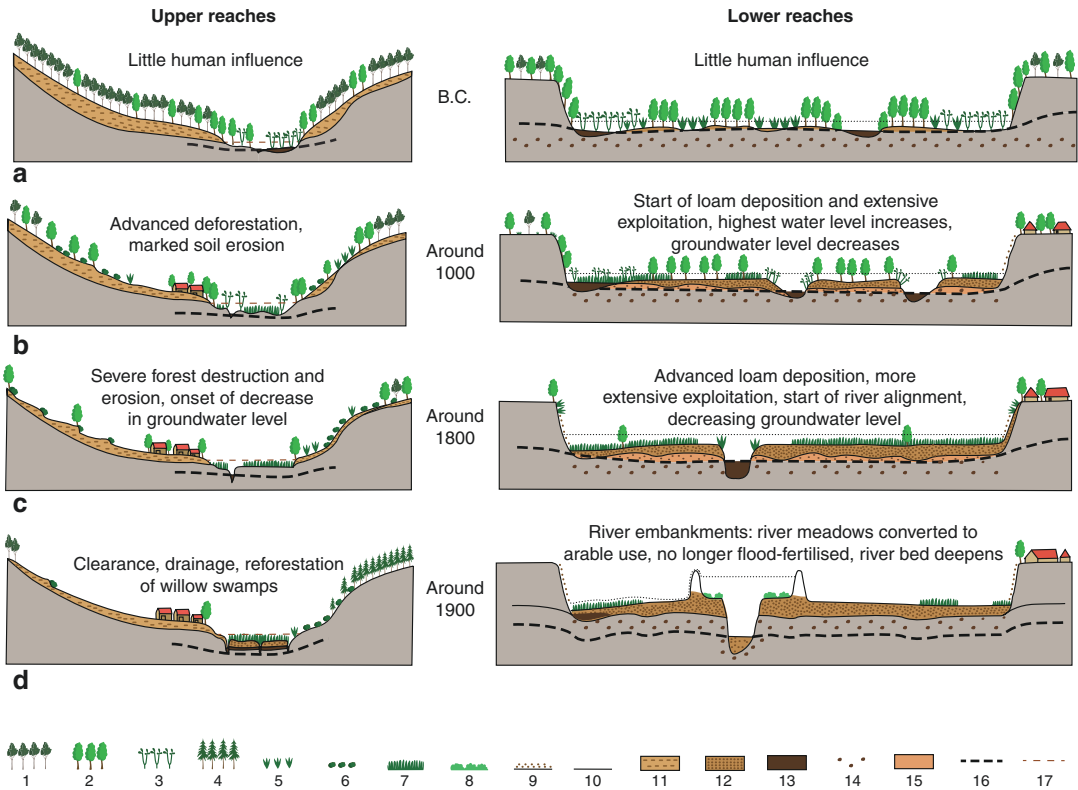 Upper reaches
Lower reaches
Little human influence
B.C.
Little human influence
a
Advanced deforestation,
marked soil erosion
Around
1000
Start of loam deposition and extensive
exploitation, highest water level increases,
groundwater level decreases
b
Severe forest destruction and
erosion, onset of decrease
in groundwater level
Around
1800
Advanced loam deposition, more
extensive exploitation, start of river alignment,
decreasing groundwater level
c
Clearance, drainage, reforestation
of willow swamps
Around
1900
River embankments: river meadows converted to
arable use, no longer flood-fertilised, river bed deepens
d
1 2 3 4 5 6 7 8 9 10 11 12 13 14 15 16 17